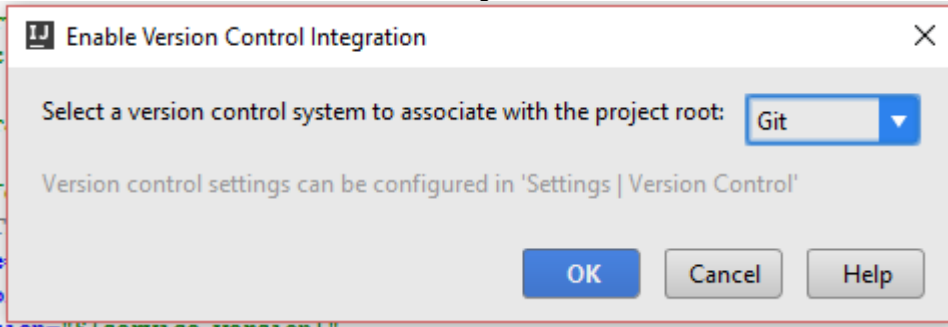 IJ Enable Version Control Integration
Select a version control system to associate with the project root: Git
Version control settings can be configured in 'Settings | Version Control'
OK Cancel Help